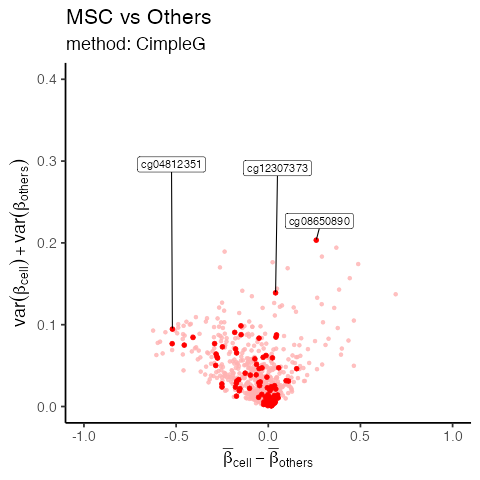 MSC vs Others
method: CimpleG
0.4
0.3
0.2
0.1
0.0
var(βcell) + var(βothers)
cg04812351
cg12307373
cg08650890
-1.0 -0.5 0.0 0.5 1.0
β̅cell − β̅others